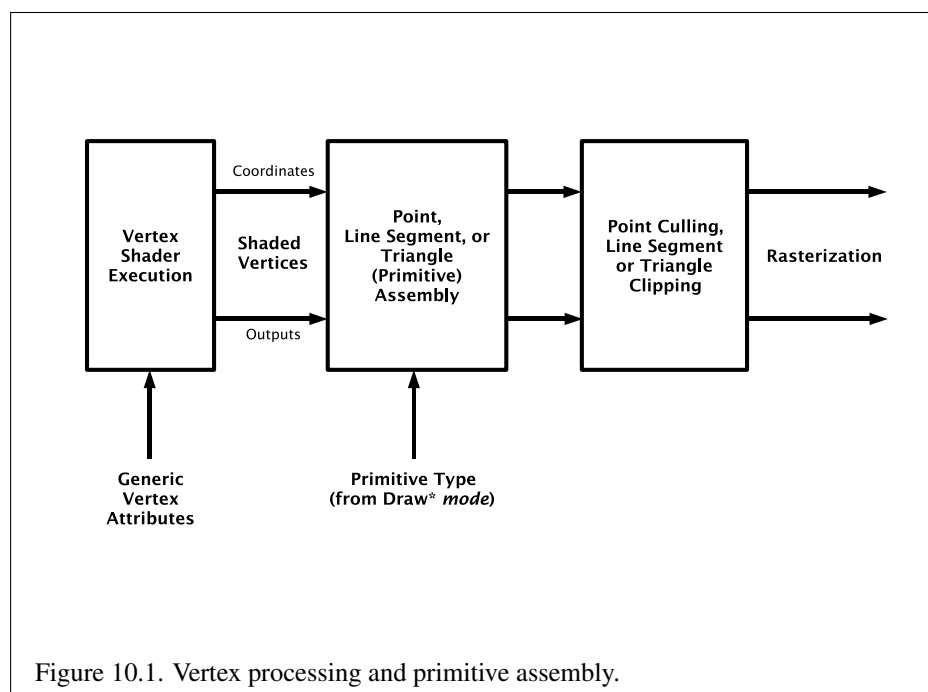 Coordinates
Vertex
Shader
Execution
Shaded
Vertices
Outputs
Point,
Line Segment, or
Triangle
(Primitive)
Assembly
Point Culling,
Line Segment
or Triangle
Clipping
Rasterization
Generic
Vertex
Attributes
Primitive Type
(from Draw* mode)
Figure 10.1. Vertex processing and primitive assembly.